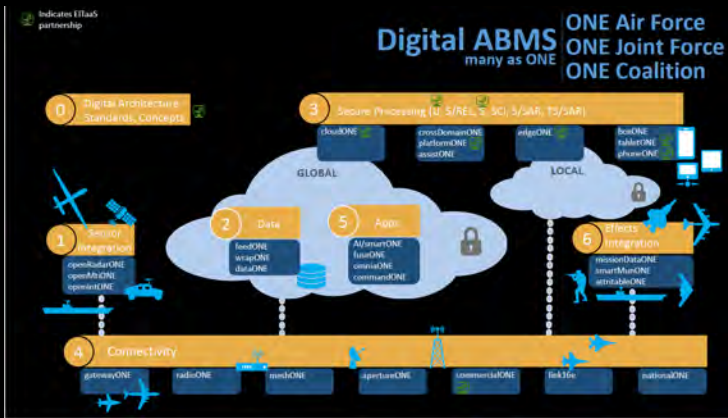 Indicates EITaaS
partnership
Digital ABMS
many as ONE
ONE Air Force
ONE Joint Force
ONE Coalition
0
Digital Architecture
Standards, Concepts
3
Secure Processing (U, S/REL, S, SCI, S/SAR, TS/SAR)
cloudONE
crossDomainONE
platformONE
assistONE
edgeONE
boxONE
tabletONE
phoneONE
GLOBAL
LOCAL
1
Sensor
Integration
openRadarONE
openMtiONE
openIntONE
2
Data
feedONE
wrapONE
dataONE
5
Apps
AI/smartONE
fuseONE
omniaONE
commandONE
6
Effects
Integration
missionDataONE
smartMunONE
attritableONE
4
Connectivity
gatewayONE
radioONE
meshONE
apertureONE
commercialONE
link16e
nationalONE